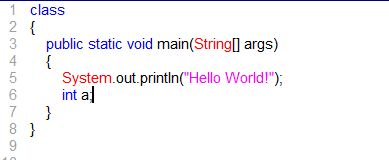 1 class
2 {
3     public static void main(String[] args)
4     {
5         System.out.println("Hello World!");
6         int a;
7     }
8 }
9